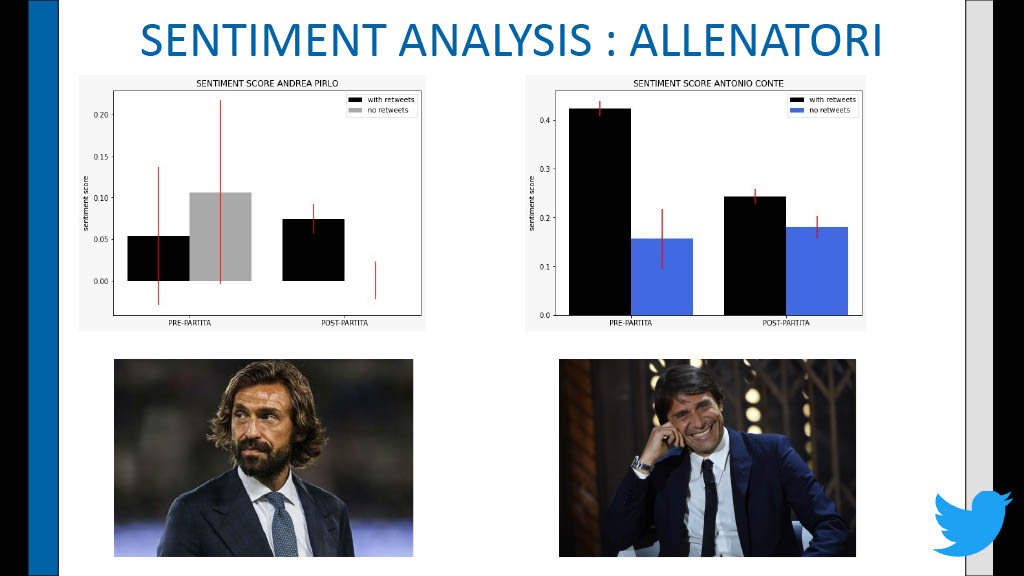 SENTIMENT ANALYSIS : ALLENATORI
SENTIMENT SCORE ANDREA PIRLO
with retweets
no retweets
0.20
0.15
0.10
0.05
0.00
sentiment score
PRE-PARTITA
POST-PARTITA
SENTIMENT SCORE ANTONIO CONTE
with retweets
no retweets
0.4
0.3
0.2
0.1
0.0
sentiment score
PRE-PARTITA
POST-PARTITA